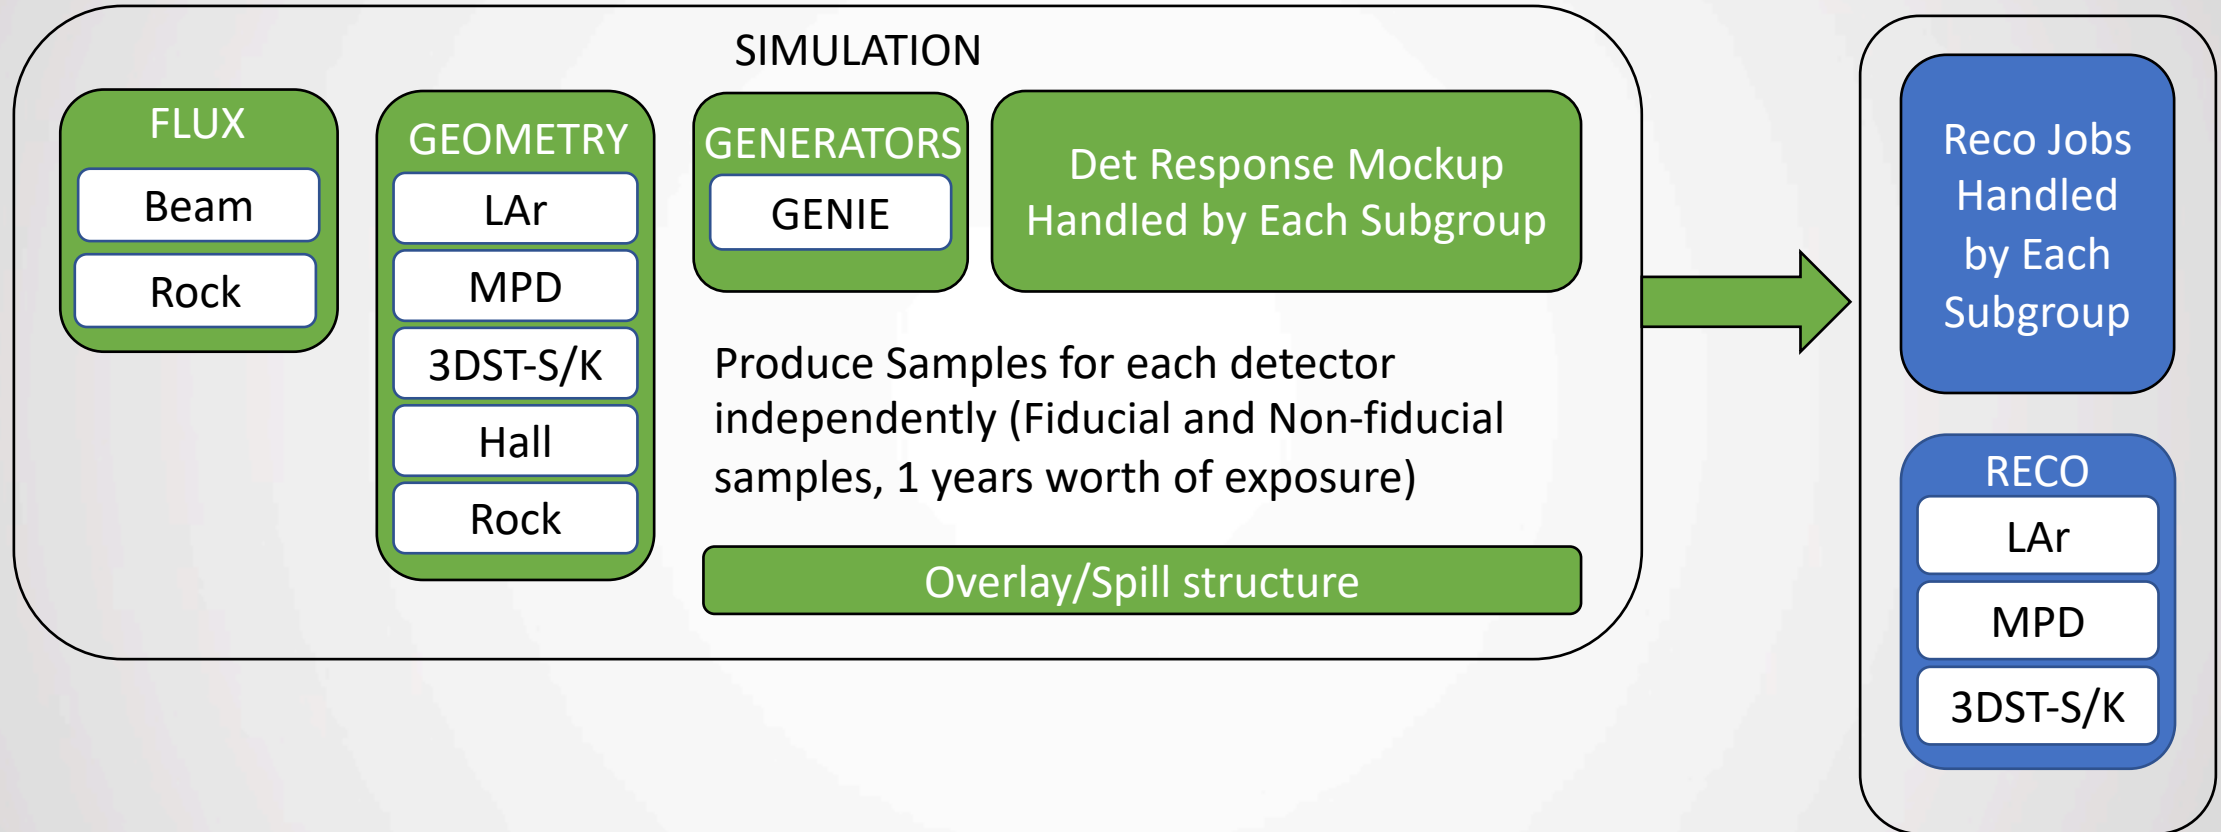 SIMULATION
FLUX
Beam
Rock
GEOMETRY
LAr
MPD
3DST-S/K
Hall
Rock
GENERATORS
GENIE
Det Response Mockup
Handled by Each Subgroup
Produce Samples for each detector
independently (Fiducial and Non-fiducial
samples, 1 years worth of exposure)
Overlay/Spill structure
Reco Jobs
Handled
by Each
Subgroup
RECO
LAr
MPD
3DST-S/K